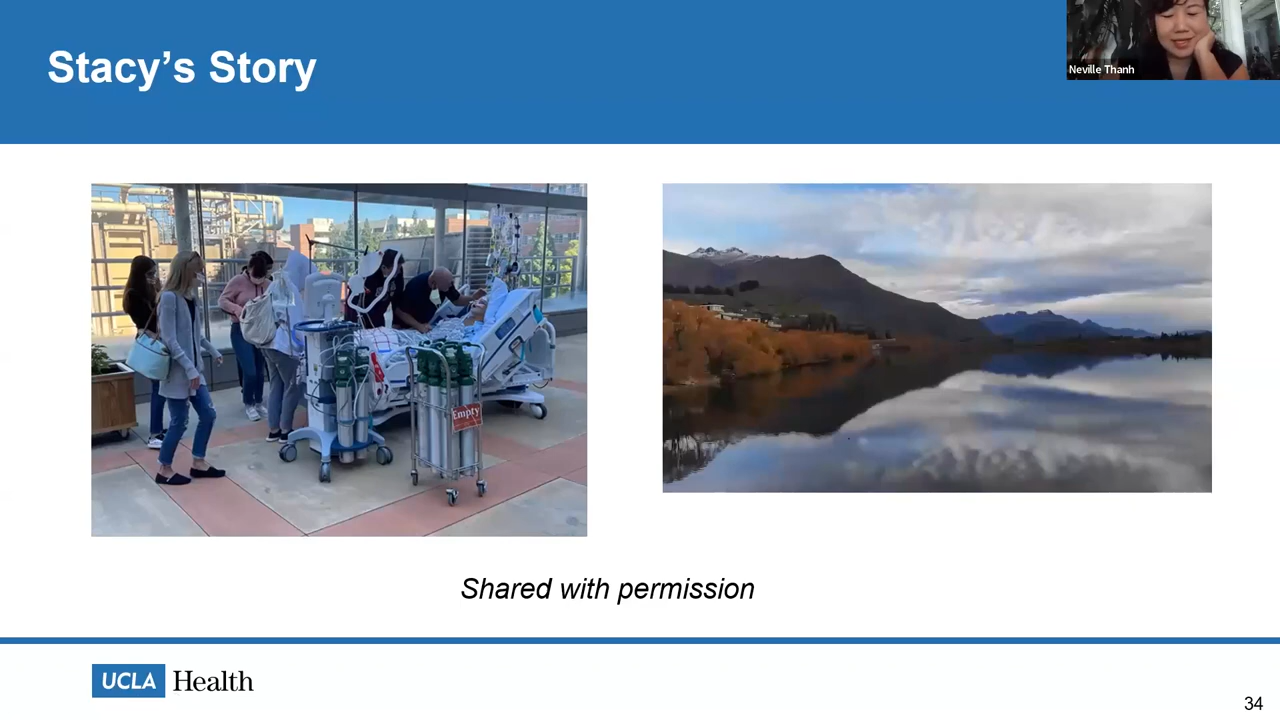 Stacy’s Story
Neville Thanh
Empty
Shared with permission
UCLA Health
34